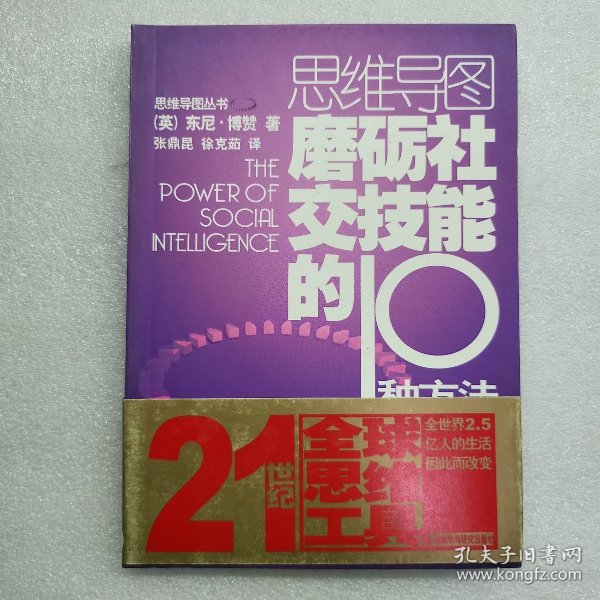 思维导图丛书
(英) 东尼·博赞 著
张鼎昆 徐克茹 译
THE
POWER OF
SOCIAL
INTELLIGENCE
思维导图
磨砺社
交技能
的10
种方法
21世纪
全球
思维
工具
全世界2.5
亿人的生活
因此而改变
孔夫子旧书网
www.kongfz.com